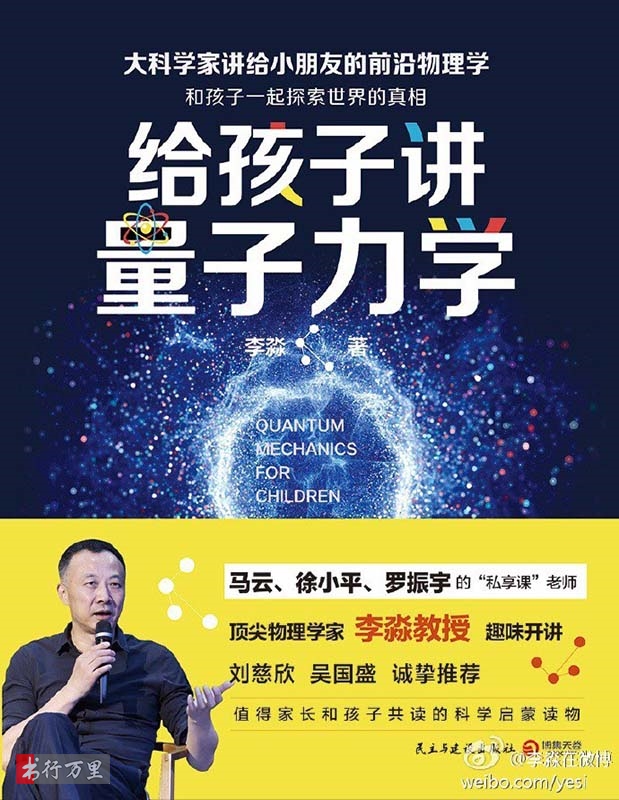 大科学家讲给小朋友的前沿物理学
和孩子一起探索世界的真相
给孩子讲
量子力学
李淼 著
QUANTUM
MECHANICS
FOR
CHILDREN
马云、徐小平、罗振宇 的“私享课”老师
顶尖物理学家 李淼教授 趣味开讲
刘慈欣 吴国盛 诚挚推荐
值得家长和孩子共读的科学启蒙读物
民主与建设出版社 博集天卷
书行万里
@李淼在微博
weibo.com/yesi